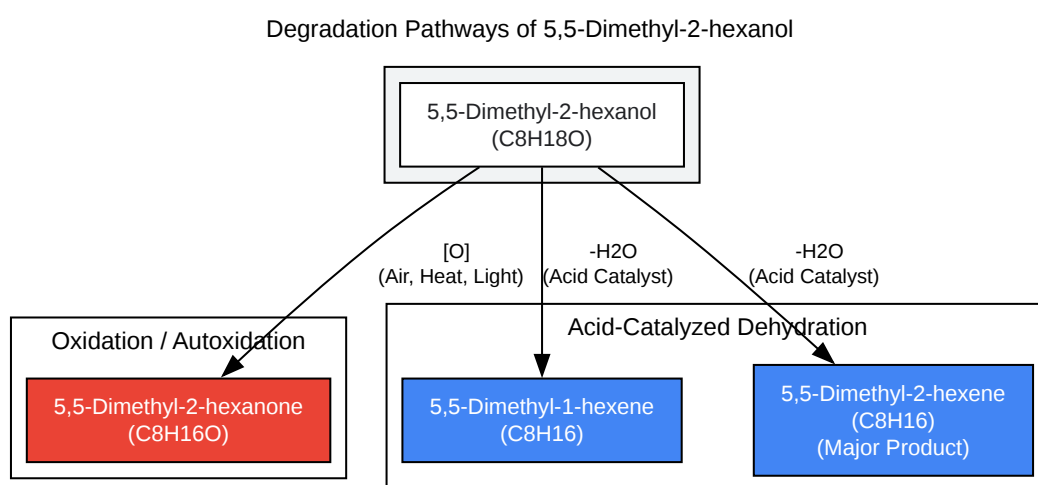 Degradation Pathways of 5,5-Dimethyl-2-hexanol
5,5-Dimethyl-2-hexanol
(C8H18O)
[O]
(Air, Heat, Light)
-H2O
(Acid Catalyst)
-H2O
(Acid Catalyst)
Oxidation / Autoxidation
5,5-Dimethyl-2-hexanone
(C8H16O)
Acid-Catalyzed Dehydration
5,5-Dimethyl-1-hexene
(C8H16)
5,5-Dimethyl-2-hexene
(C8H16)
(Major Product)